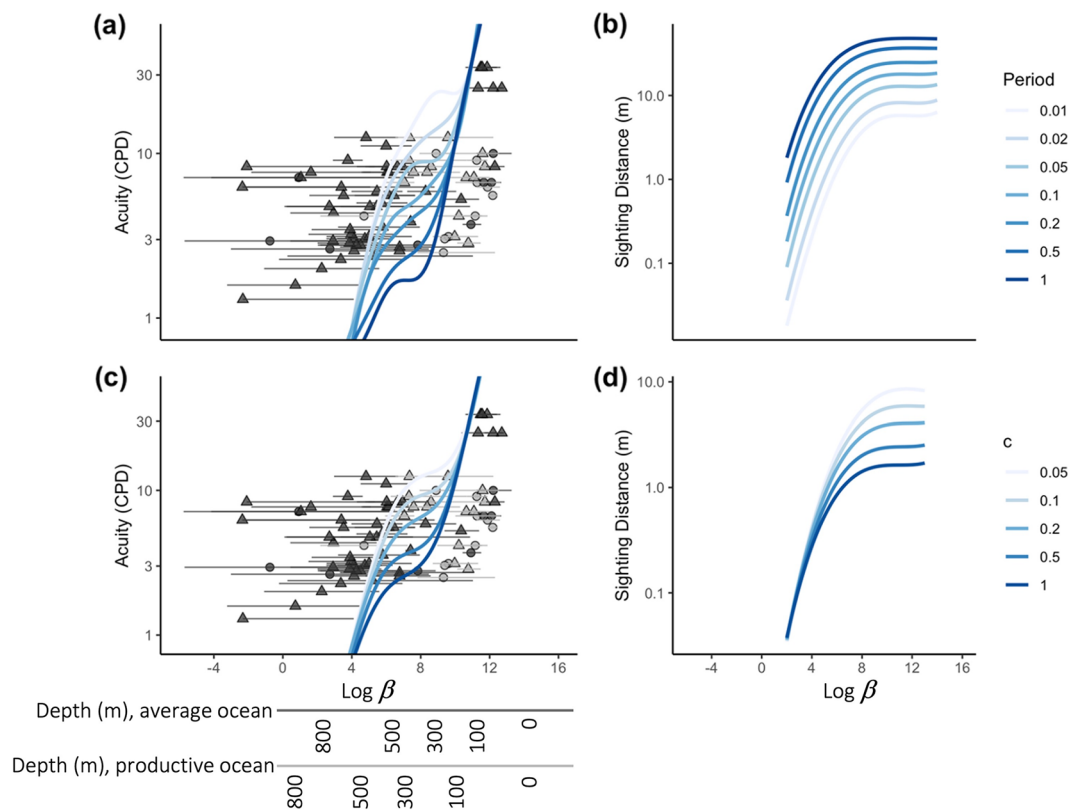 (a)
Acuity (CPD)
30
10
3
1
(b)
Sighting Distance (m)
10.0
1.0
0.1
Period
0.01
0.02
0.05
0.1
0.2
0.5
1
(c)
Acuity (CPD)
30
10
3
1
-4 0 4 8 12 16
Log β
(d)
Sighting Distance (m)
10.0
1.0
0.1
-4 0 4 8 12 16
Log β
c
0.05
0.1
0.2
0.5
1
Depth (m), average ocean
800 500 300 100 0
Depth (m), productive ocean
800 500 300 100 0